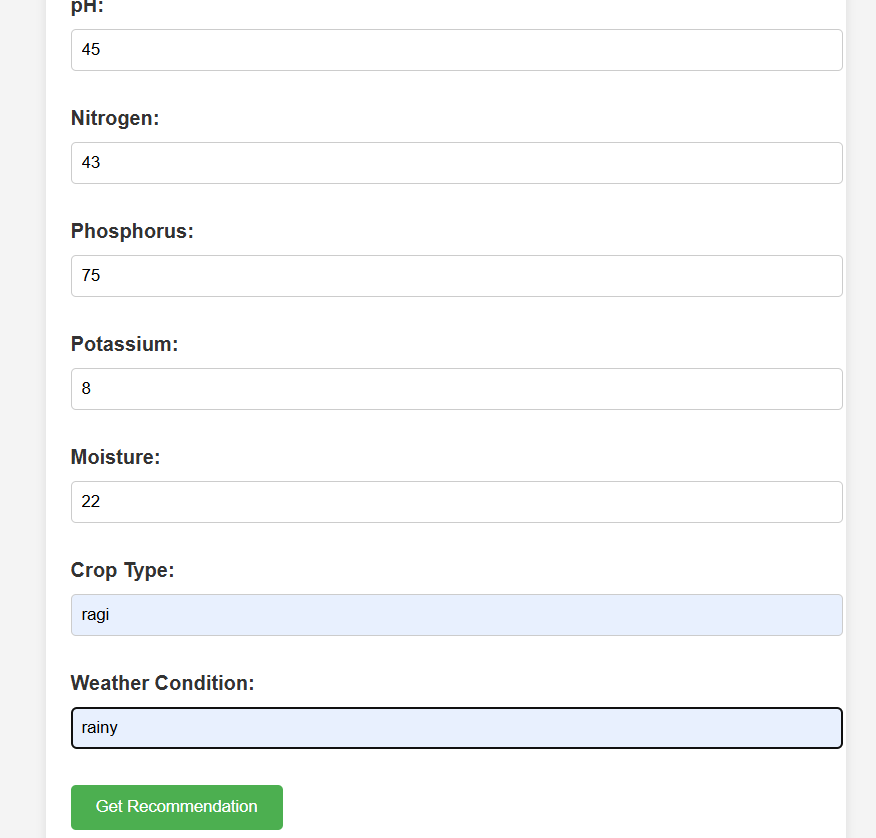 pH:
45
Nitrogen:
43
Phosphorus:
75
Potassium:
8
Moisture:
22
Crop Type:
ragi
Weather Condition:
rainy
Get Recommendation